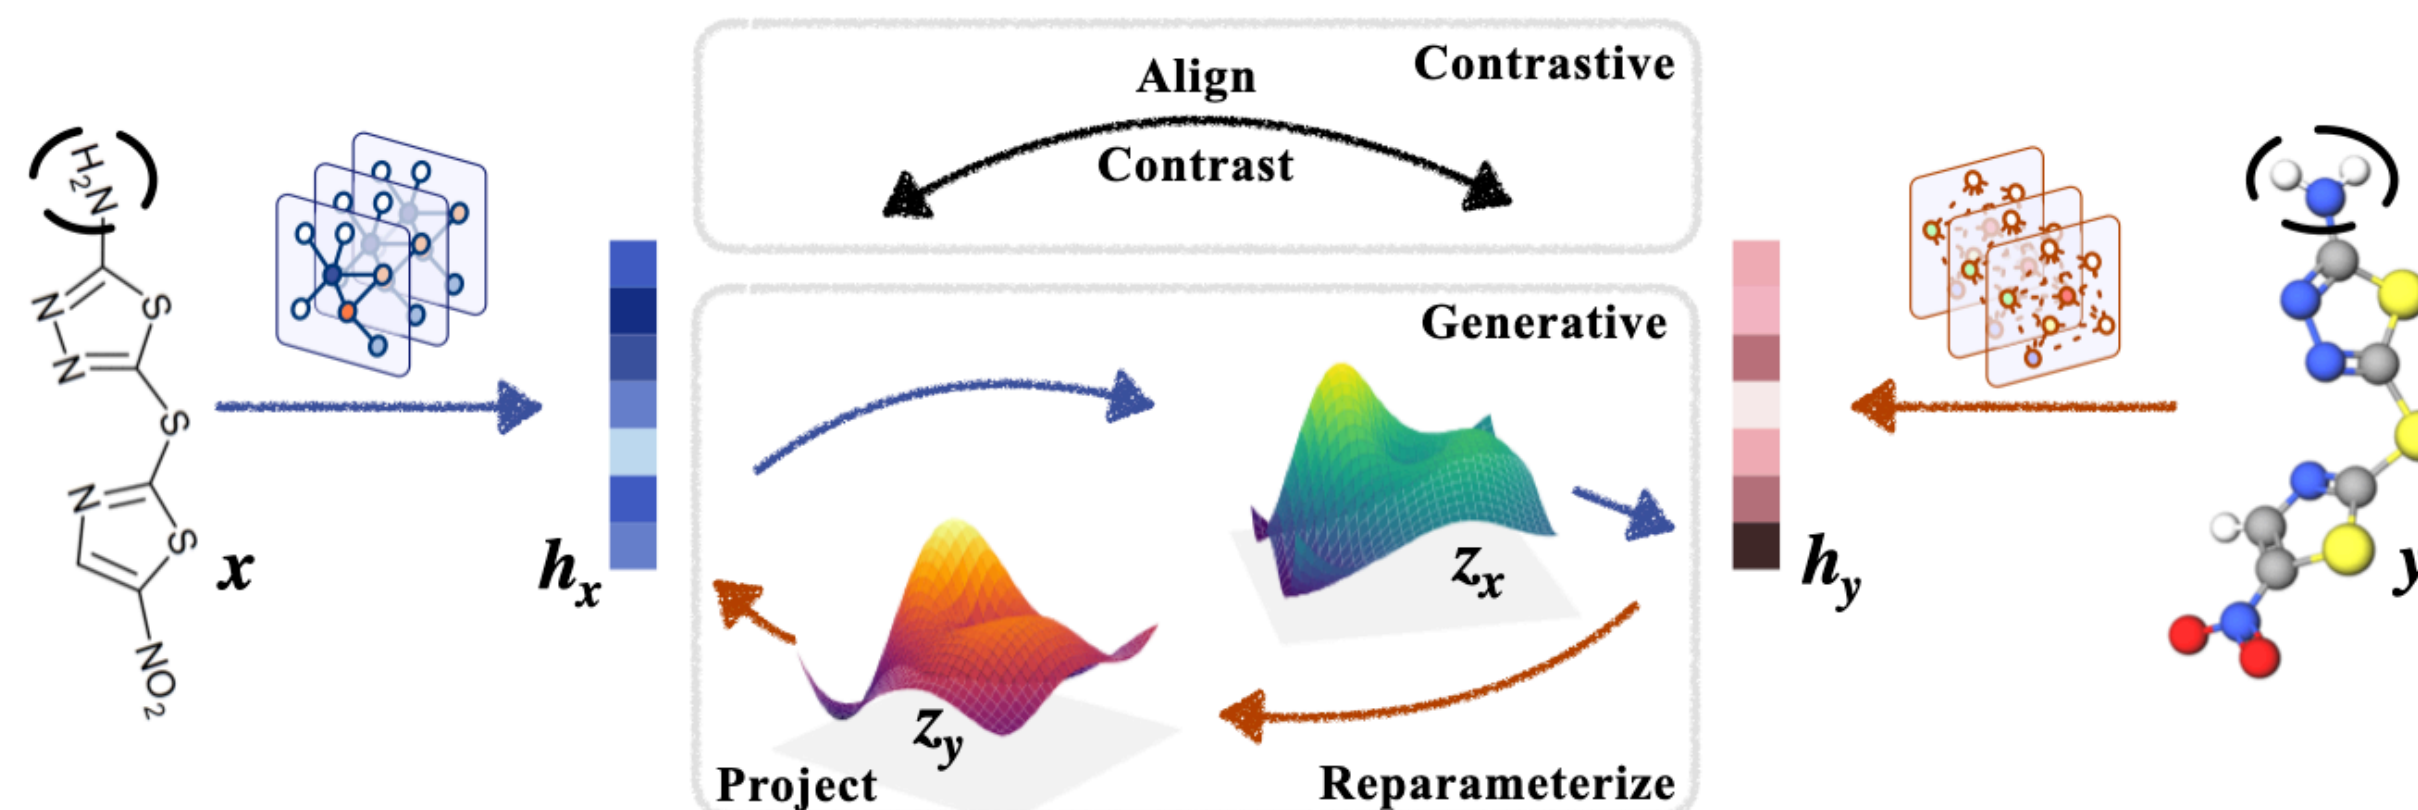 Contrastive
Align
Contrast
H2N
N
S
N
S
N
S
NO2
x
hx
Generative
zx
zy
Project
Reparameterize
hy
y